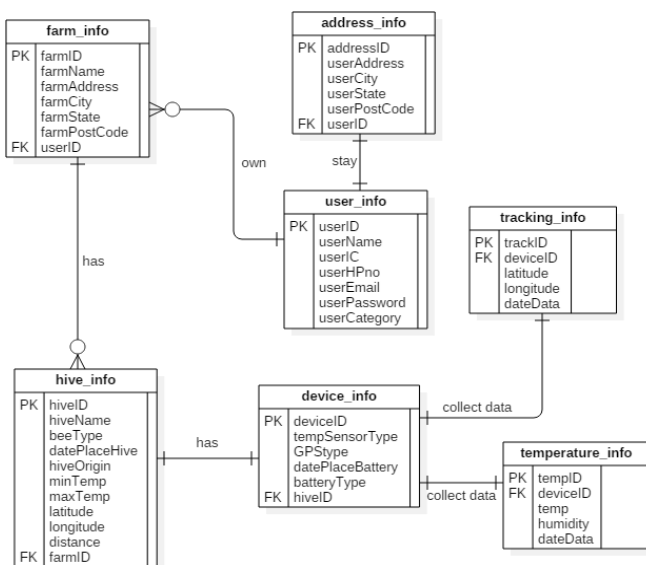 farm_info
PK farmID
farmName
farmAddress
farmCity
farmState
farmPostCode
FK userID
address_info
PK addressID
userAddress
userCity
userState
userPostCode
FK userID
own
stay
user_info
PK userID
userName
userIC
userHPno
userEmail
userPassword
userCategory
has
tracking_info
PK trackID
FK deviceID
latitude
longitude
dateData
hive_info
PK hiveID
hiveName
beeType
datePlaceHive
hiveOrigin
minTemp
maxTemp
latitude
longitude
distance
FK farmID
has
device_info
PK deviceID
tempSensorType
GPStype
datePlaceBattery
batteryType
FK hiveID
collect data
collect data
temperature_info
PK tempID
FK deviceID
temp
humidity
dateData